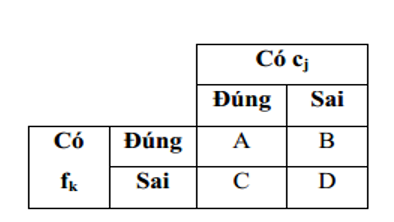 Có cj
Đúng Sai
Có Đúng A B
fk Sai C D